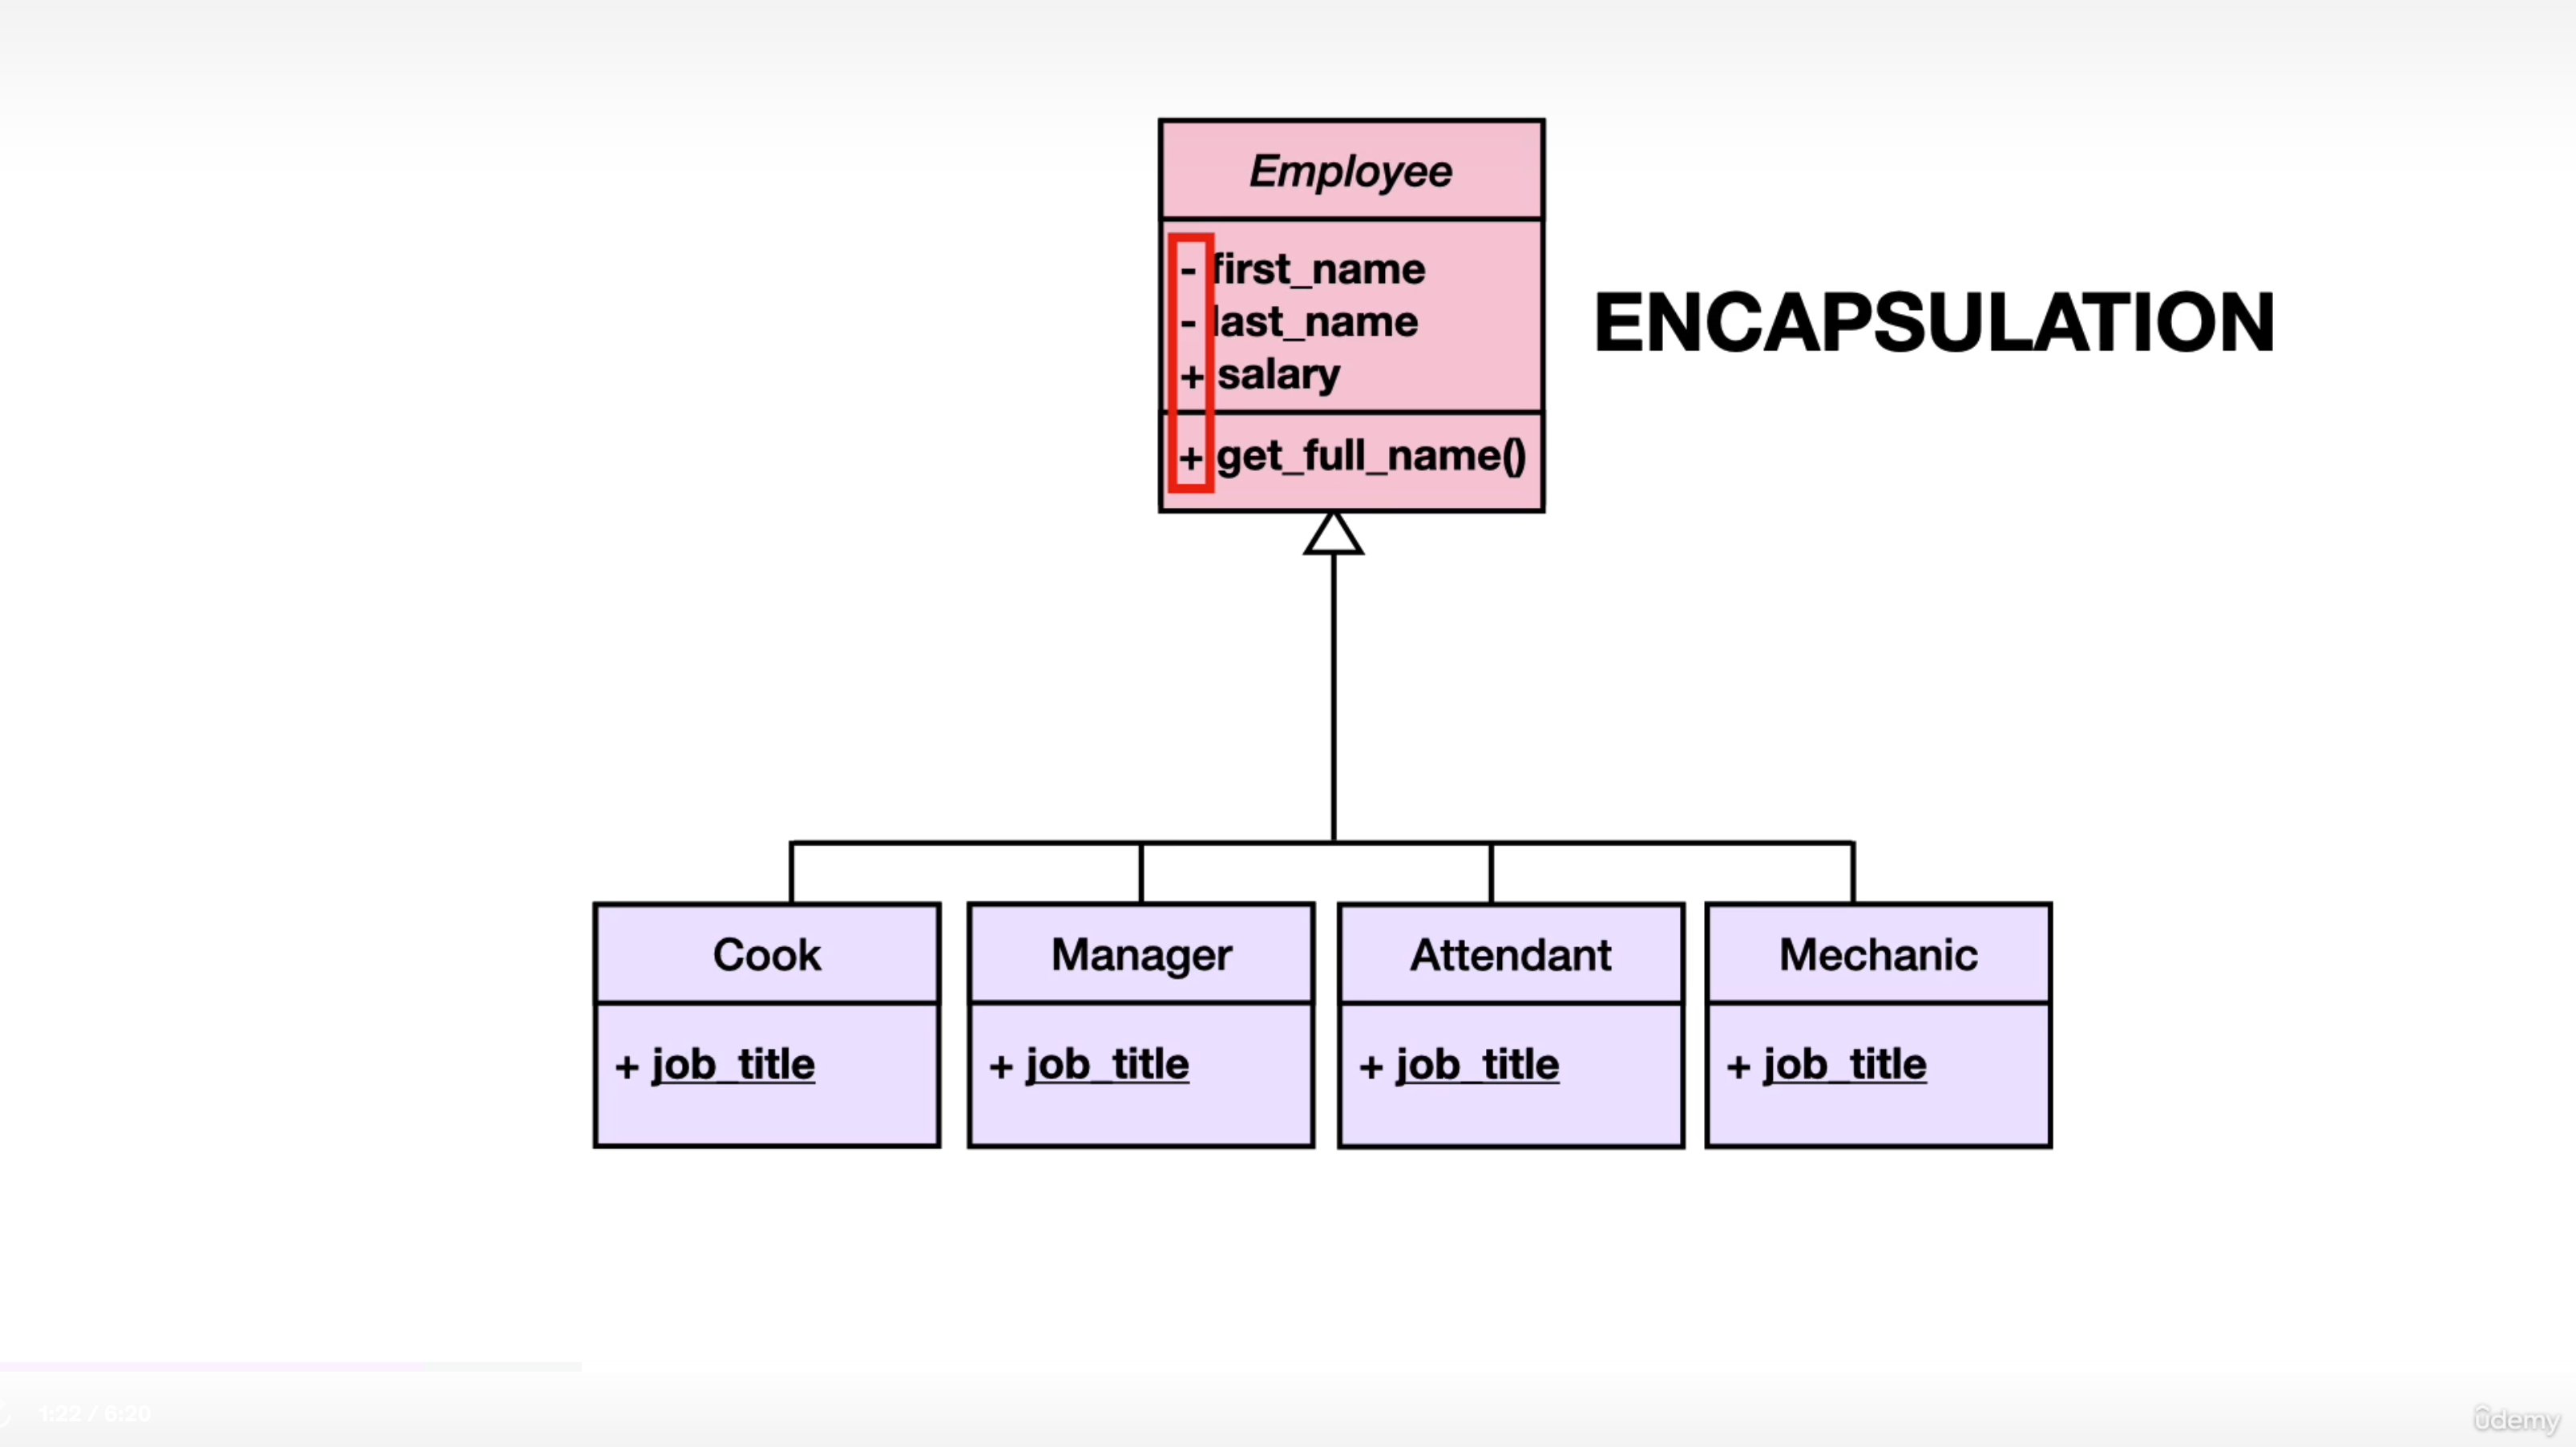 Employee
- first_name
- last_name
+ salary
+ get_full_name()
ENCAPSULATION
Cook
+ job_title
Manager
+ job_title
Attendant
+ job_title
Mechanic
+ job_title
1:22 / 6:20
ûdemy